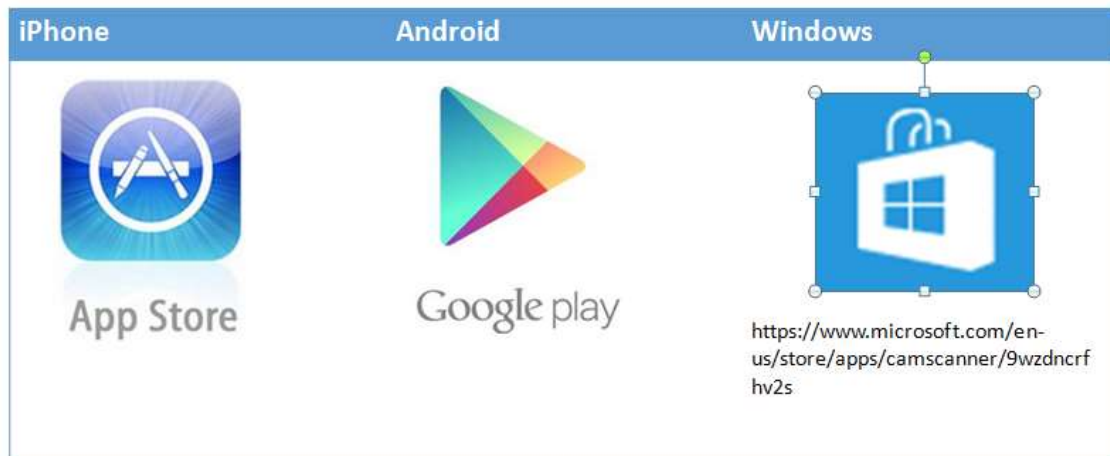 iPhone Android Windows
App Store
Google play
https://www.microsoft.com/en-
us/store/apps/camscanner/9wzdncrf
hv2s